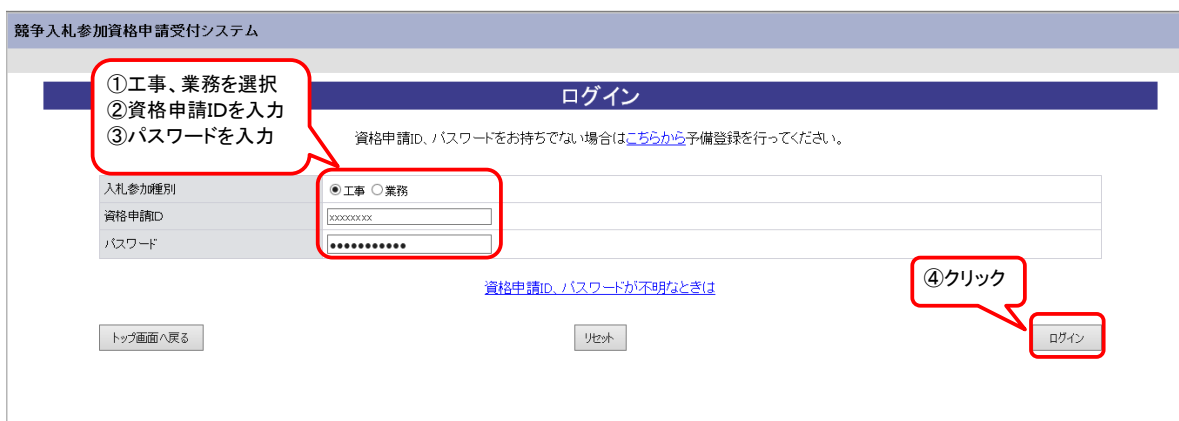 競争入札参加資格申請受付システム
①工事、業務を選択
②資格申請IDを入力
③パスワードを入力
ログイン
資格申請ID、パスワードをお持ちでない場合はこちらから予備登録を行ってください。
入札参加種別
工事 業務
資格申請ID
xxxxxxxx
パスワード
●●●●●●●●●●●
資格申請ID、パスワードが不明なときは
④クリック
トップ画面へ戻る
リセット
ログイン